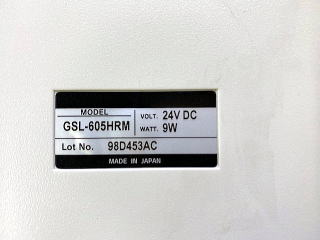 MODEL
GSL-605HRM
VOLT. 24V DC
WATT. 9W
Lot No. 98D453AC
MADE IN JAPAN